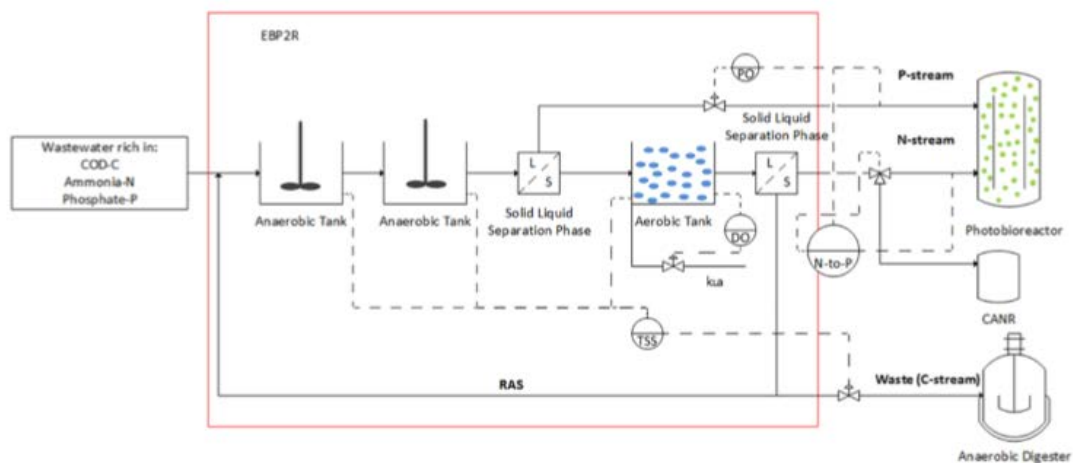 EBP2R
PO
P-stream
Solid Liquid
Separation Phase
Wastewater rich in:
COD-C
Ammonia-N
Phosphate-P
L
S
L
S
N-stream
Anaerobic Tank
Anaerobic Tank
Solid Liquid
Separation Phase
Aerobic Tank
DO
Photobioreactor
N-to-P
kLa
CANR
TSS
RAS
Waste (C-stream)
Anaerobic Digester